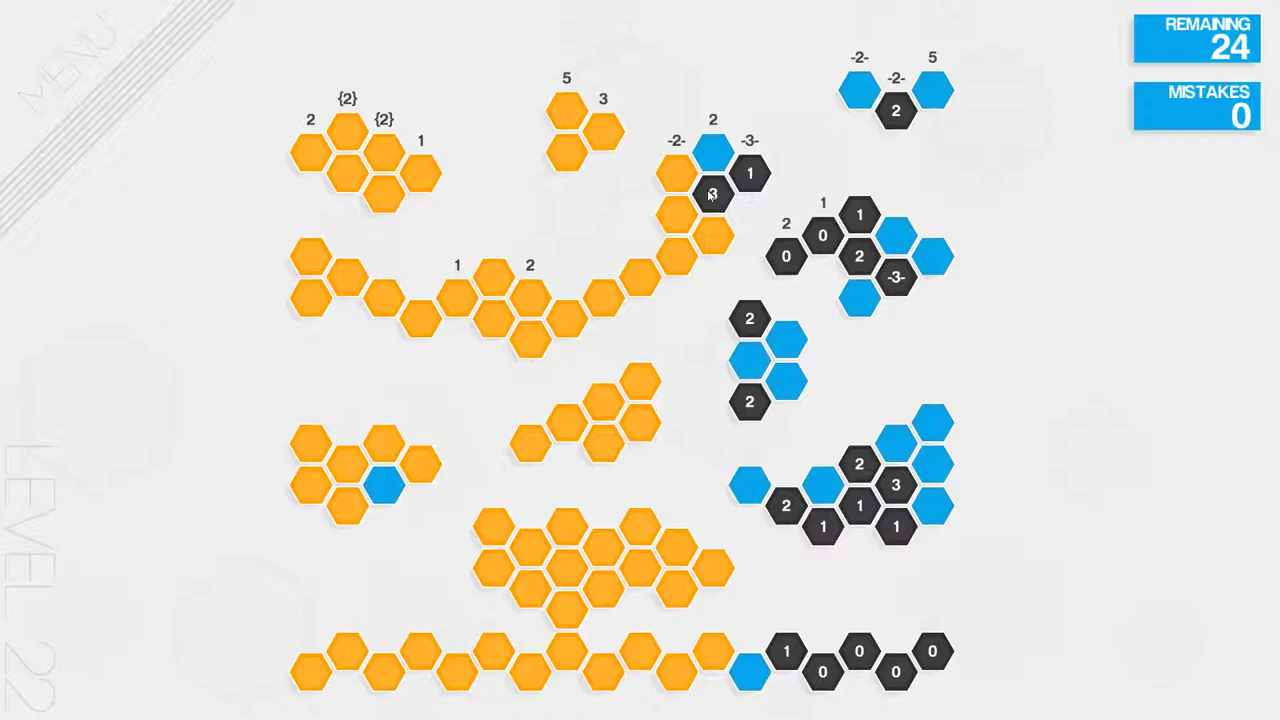 MENU
REMAINING
24
MISTAKES
0
-2- 5
-2-
2
5
3
{2}
2 {2} 2
1 -2- -3-
1
3
1 1
2 0
0 2
1 2 -3-
2
2
2
3
2 1
1 1
1 0 0
0 0
LEVEL 22